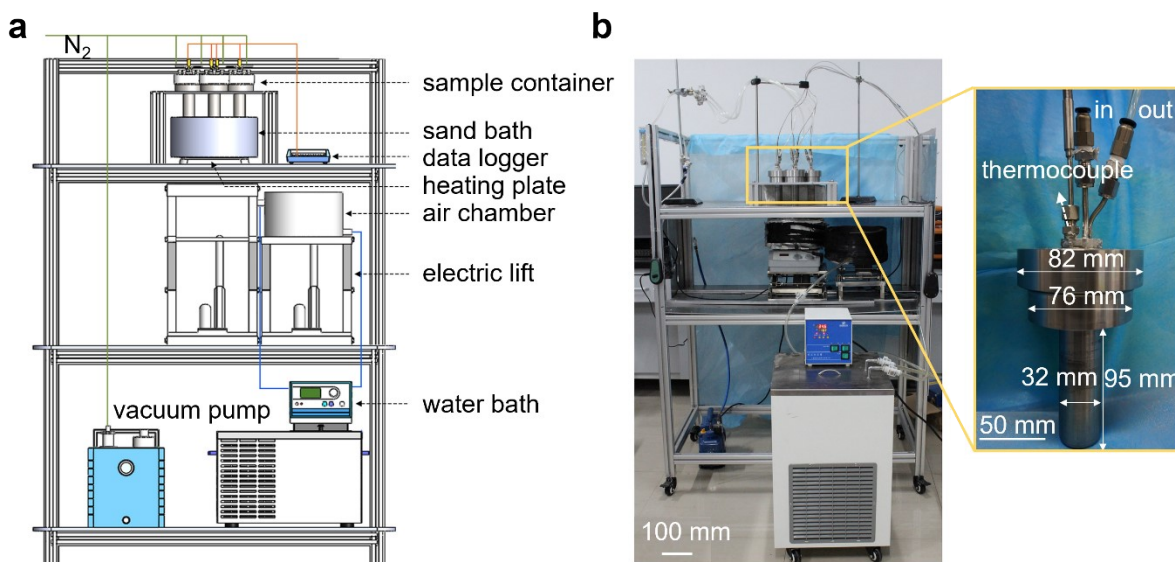 a
N₂
sample container
sand bath
data logger
heating plate
air chamber
electric lift
vacuum pump
water bath
b
100 mm
in out
thermocouple
82 mm
76 mm
32 mm 95 mm
50 mm